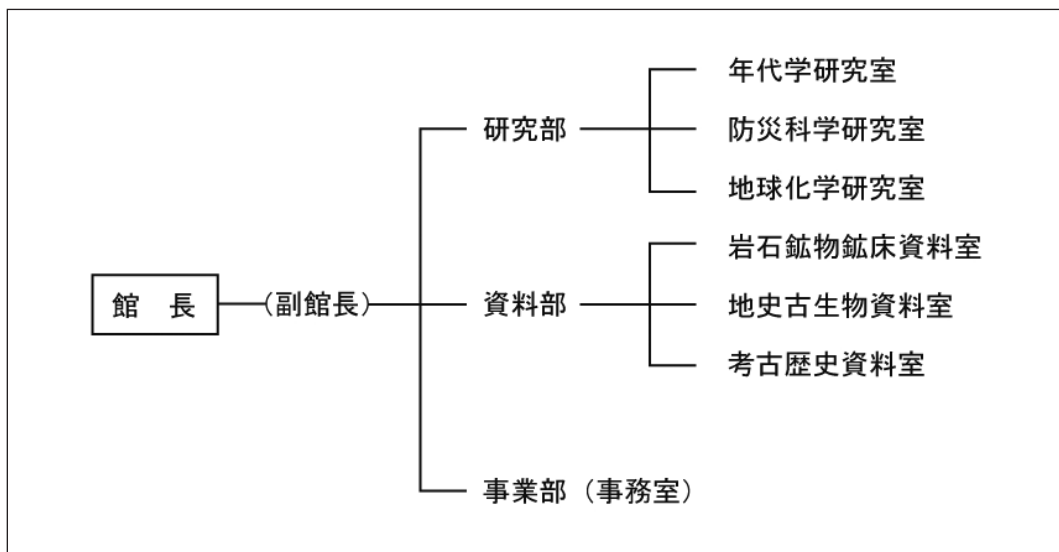 年代学研究室
研究部
防災科学研究室
地球化学研究室
岩石鉱物鉱床資料室
館　長
(副館長)
資料部
地史古生物資料室
考古歴史資料室
事業部（事務室）